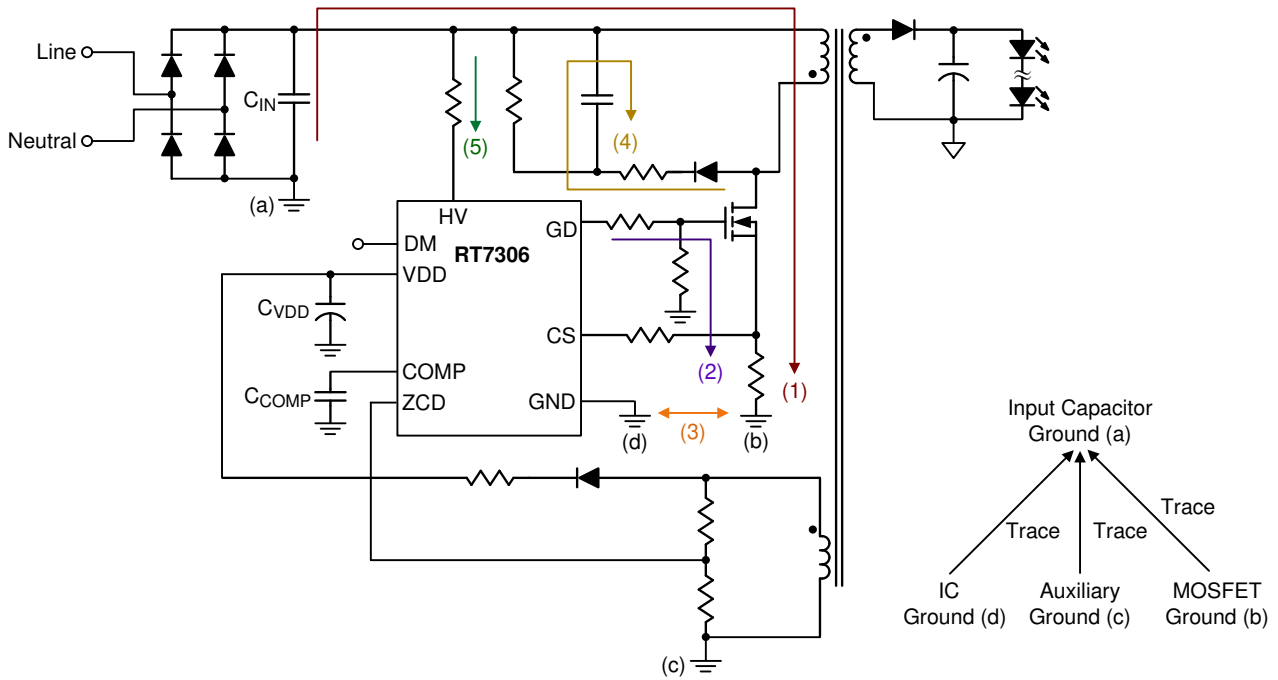 Line
Neutral
CIN
(a)
(5)
(4)
HV
DM
RT7306
GD
VDD
CVDD
CS
COMP
CCOMP
ZCD
GND
(d)
(3)
(2)
(b)
(1)
(c)
Input Capacitor
Ground (a)
Trace
Trace
Trace
IC
Ground (d)
Auxiliary
Ground (c)
MOSFET
Ground (b)